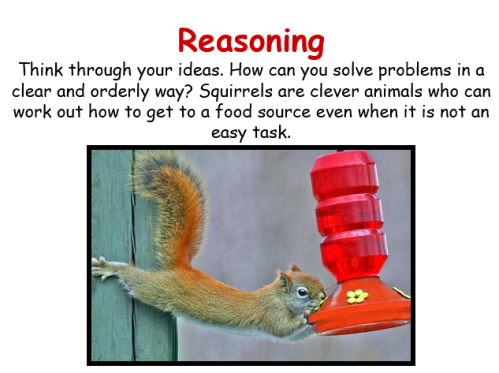 Reasoning
Think through your ideas. How can you solve problems in a
clear and orderly way? Squirrels are clever animals who can
work out how to get to a food source even when it is not an
easy task.